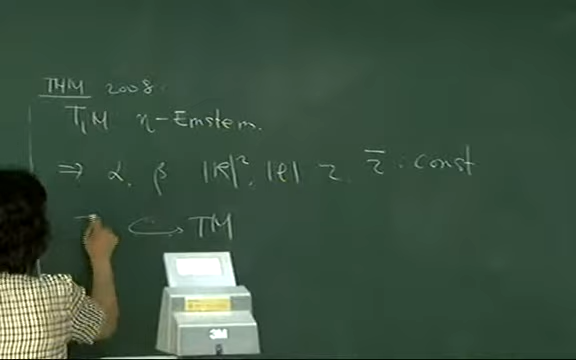 THM 2008.
T₁M η-Einstein.
⇒ α, β |R|², |ρ| τ, τ̄ : const
T ↪ TM
3M